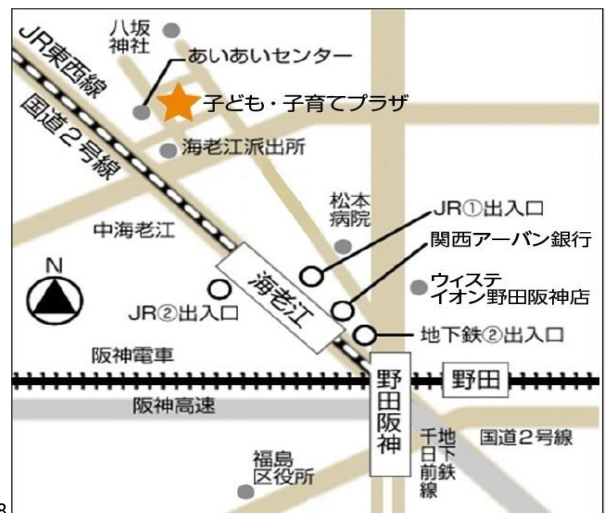 八坂
神社
あいあいセンター
JR東西線
国道2号線
子ども・子育てプラザ
海老江派出所
松本
病院
JR①出入口
中海老江
関西アーバン銀行
N
海老江
ウィステ
イオン野田阪神店
JR②出入口
地下鉄②出入口
阪神電車
野田阪神
野田
阪神高速
地下鉄
千日前線
国道2号線
福島
区役所
8